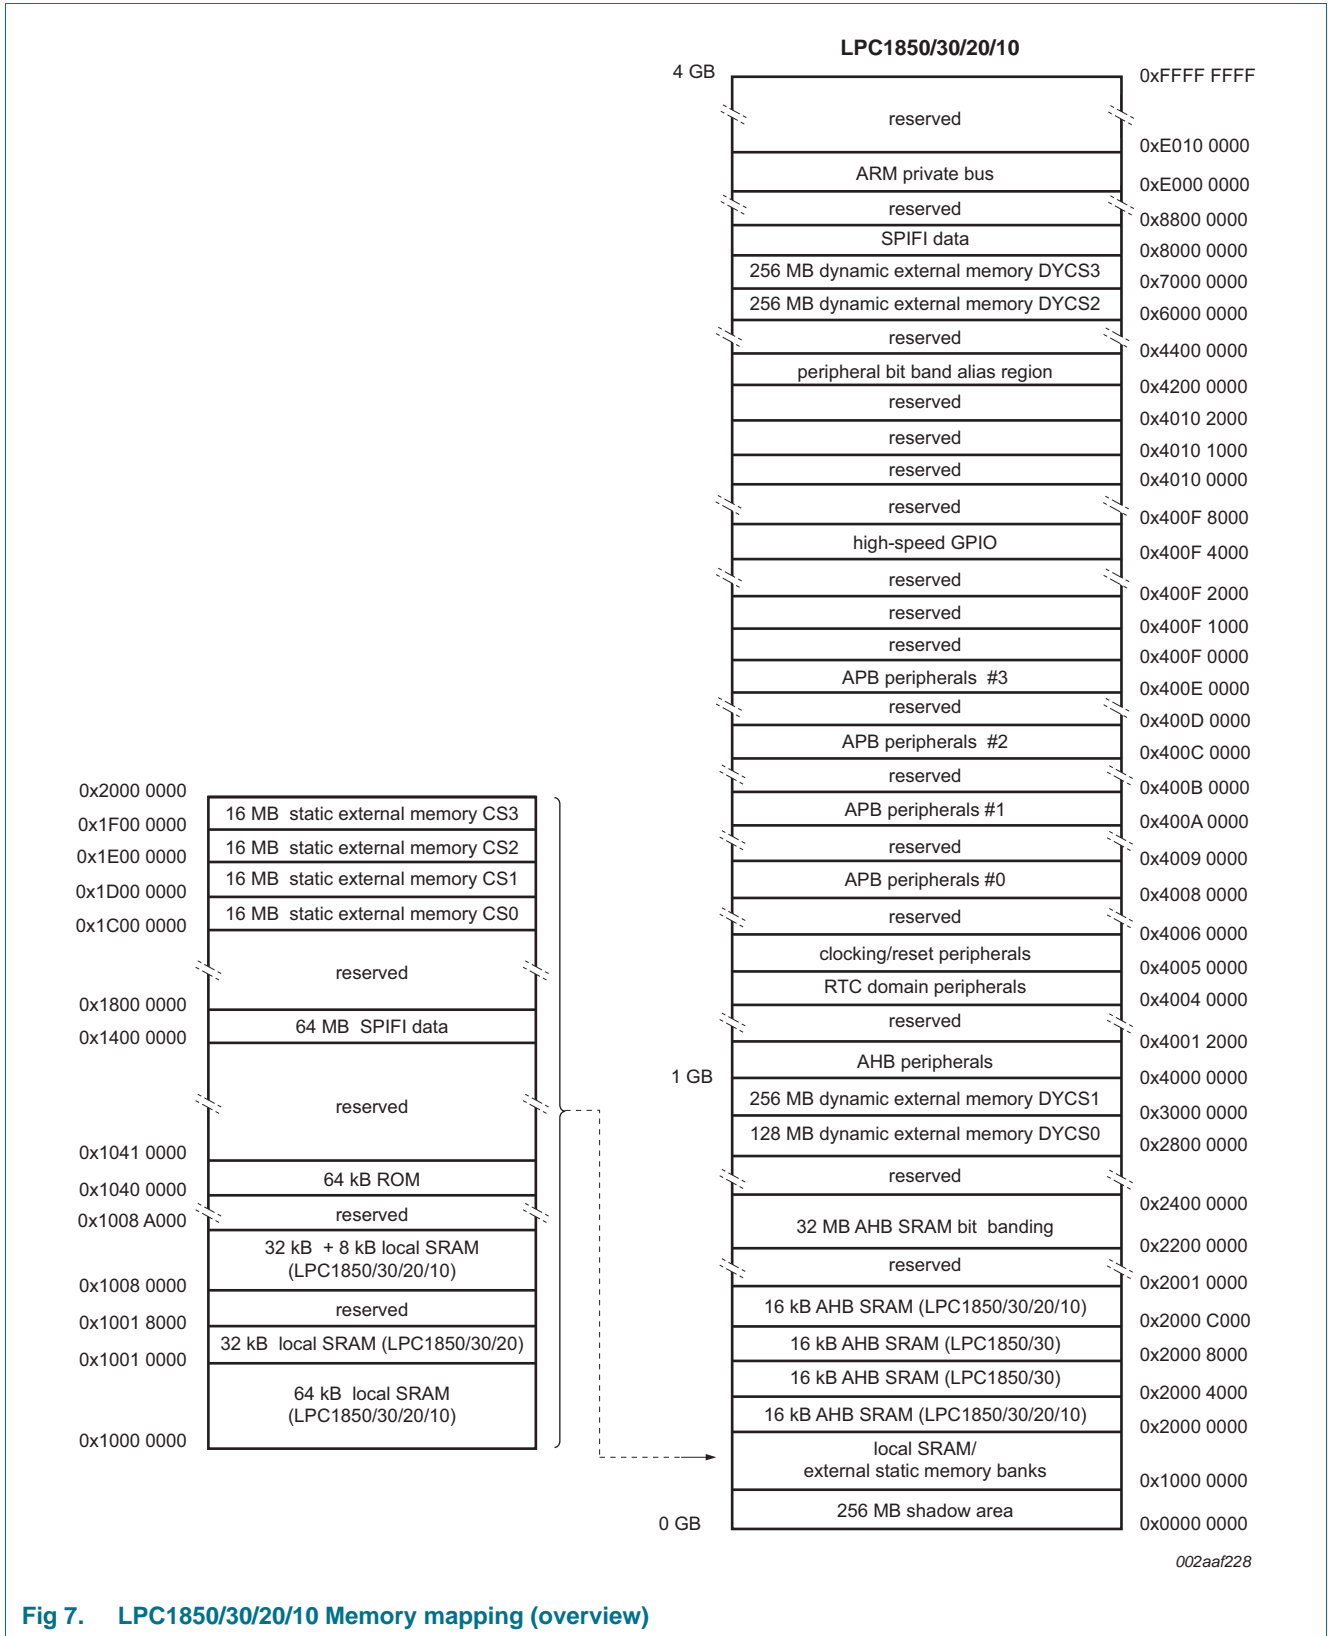 LPC1850/30/20/10
4 GB
0xFFFF FFFF
reserved
0xE010 0000
ARM private bus
0xE000 0000
reserved
0x8800 0000
SPIFI data
0x8000 0000
256 MB dynamic external memory DYCS3
0x7000 0000
256 MB dynamic external memory DYCS2
0x6000 0000
reserved
0x4400 0000
peripheral bit band alias region
0x4200 0000
reserved
0x4010 2000
reserved
0x4010 1000
reserved
0x4010 0000
reserved
0x400F 8000
high-speed GPIO
0x400F 4000
reserved
0x400F 2000
reserved
0x400F 1000
reserved
0x400F 0000
APB peripherals #3
0x400E 0000
reserved
0x400D 0000
APB peripherals #2
0x400C 0000
reserved
0x400B 0000
APB peripherals #1
0x400A 0000
reserved
0x4009 0000
APB peripherals #0
0x4008 0000
reserved
0x4006 0000
clocking/reset peripherals
0x4005 0000
RTC domain peripherals
0x4004 0000
reserved
0x4001 2000
AHB peripherals
1 GB
0x4000 0000
256 MB dynamic external memory DYCS1
0x3000 0000
128 MB dynamic external memory DYCS0
0x2800 0000
reserved
0x2400 0000
32 MB AHB SRAM bit banding
0x2200 0000
reserved
0x2001 0000
16 kB AHB SRAM (LPC1850/30/20/10)
0x2000 C000
16 kB AHB SRAM (LPC1850/30)
0x2000 8000
16 kB AHB SRAM (LPC1850/30)
0x2000 4000
16 kB AHB SRAM (LPC1850/30/20/10)
0x2000 0000
local SRAM/
external static memory banks
0x1000 0000
256 MB shadow area
0 GB
0x0000 0000
0x2000 0000
16 MB static external memory CS3
0x1F00 0000
16 MB static external memory CS2
0x1E00 0000
16 MB static external memory CS1
0x1D00 0000
16 MB static external memory CS0
0x1C00 0000
reserved
0x1800 0000
64 MB SPIFI data
0x1400 0000
reserved
0x1041 0000
64 kB ROM
0x1040 0000
reserved
0x1008 A000
32 kB + 8 kB local SRAM
(LPC1850/30/20/10)
0x1008 0000
reserved
0x1001 8000
32 kB local SRAM (LPC1850/30/20)
0x1001 0000
64 kB local SRAM
(LPC1850/30/20/10)
0x1000 0000
002aaf228
Fig 7. LPC1850/30/20/10 Memory mapping (overview)